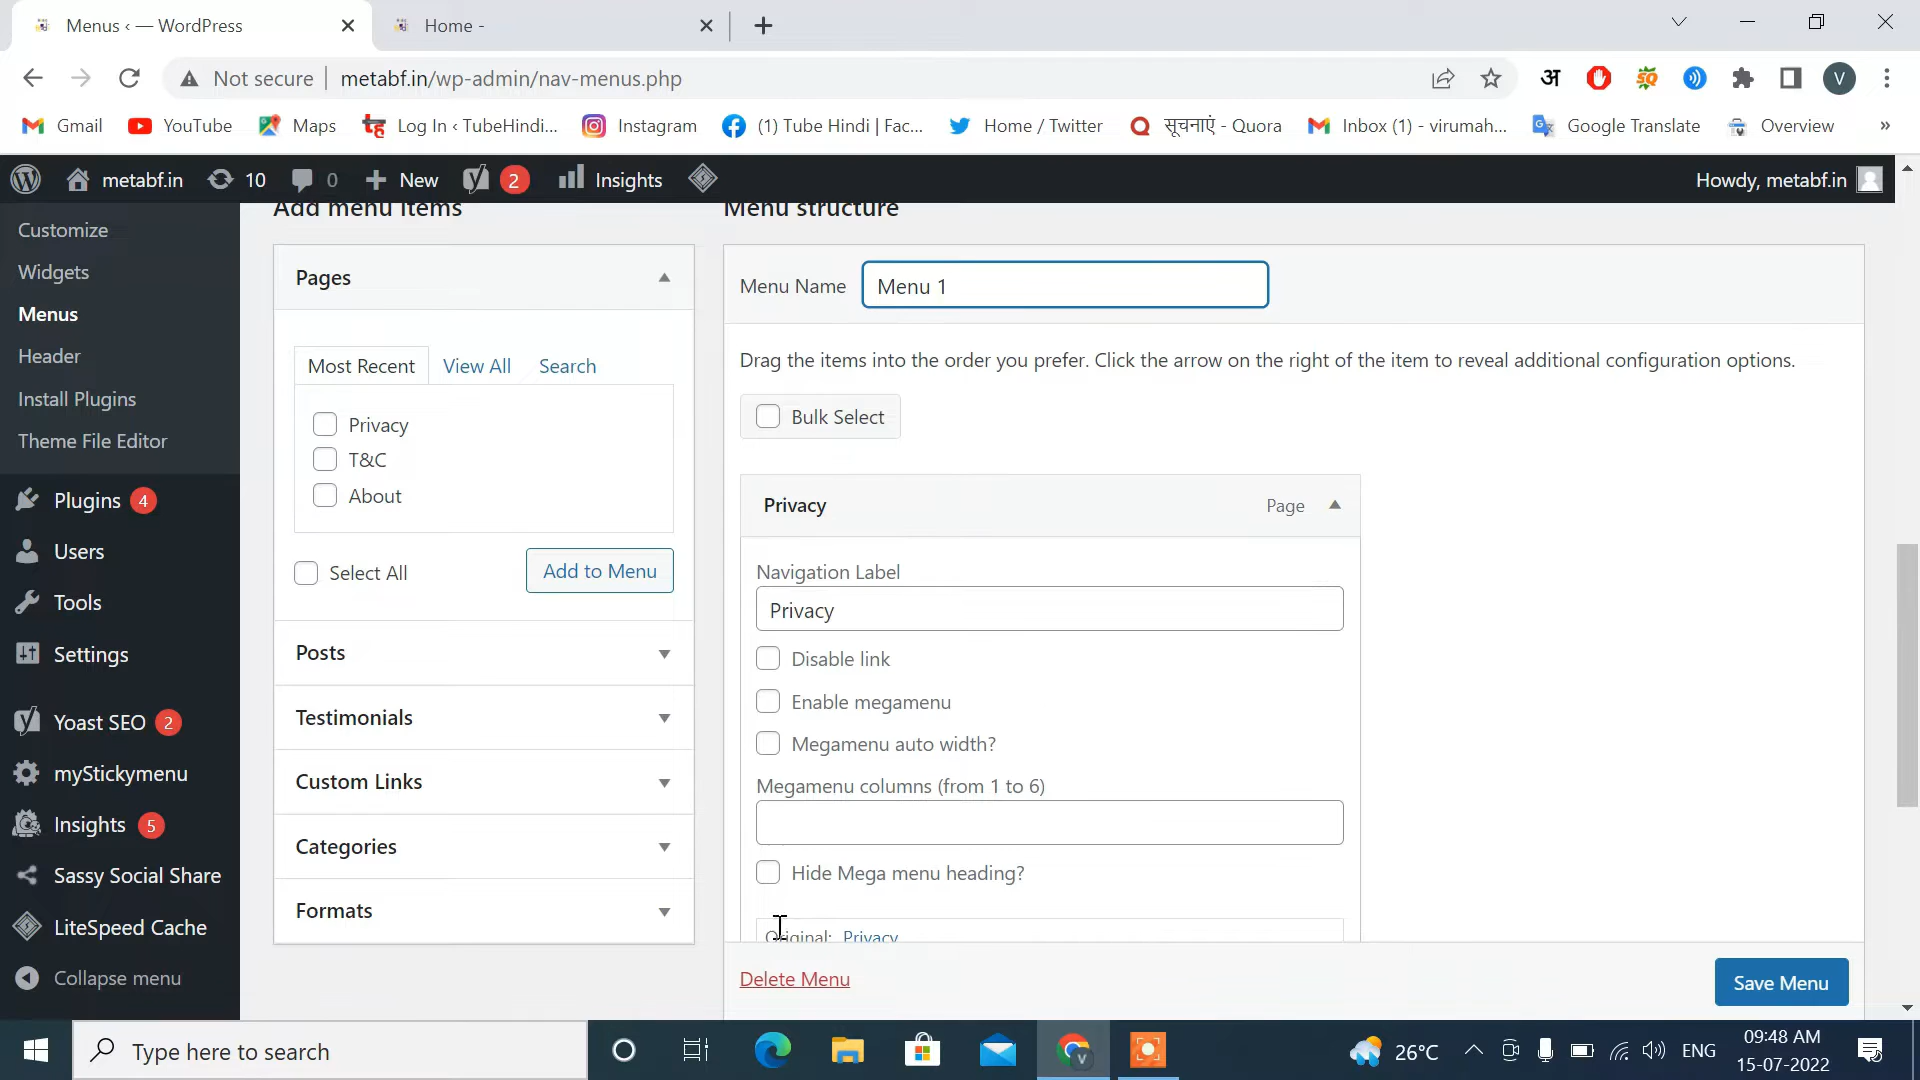 Menus ‹ — WordPress
Home -
Not secure
metabf.in/wp-admin/nav-menus.php
अ
SQ
V
Gmail
YouTube
Maps
Log In ‹ TubeHindi...
Instagram
(1) Tube Hindi | Fac...
Home / Twitter
सूचनाएं - Quora
Inbox (1) - virumah...
Google Translate
Overview
»
metabf.in
10
0
New
2
Insights
Howdy, metabf.in
Customize
Widgets
Menus
Header
Install Plugins
Theme File Editor
Plugins 4
Users
Tools
Settings
Yoast SEO 2
myStickymenu
Insights 5
Sassy Social Share
LiteSpeed Cache
Collapse menu
Add menu items
Pages
Most Recent
View All
Search
Privacy
T&C
About
Select All
Add to Menu
Posts
Testimonials
Custom Links
Categories
Formats
Menu structure
Menu Name
Menu 1
Drag the items into the order you prefer. Click the arrow on the right of the item to reveal additional configuration options.
Bulk Select
Privacy
Page
Navigation Label
Privacy
Disable link
Enable megamenu
Megamenu auto width?
Megamenu columns (from 1 to 6)
Hide Mega menu heading?
Original: Privacy
Delete Menu
Save Menu
Type here to search
V
26°C
ENG
09:48 AM
15-07-2022